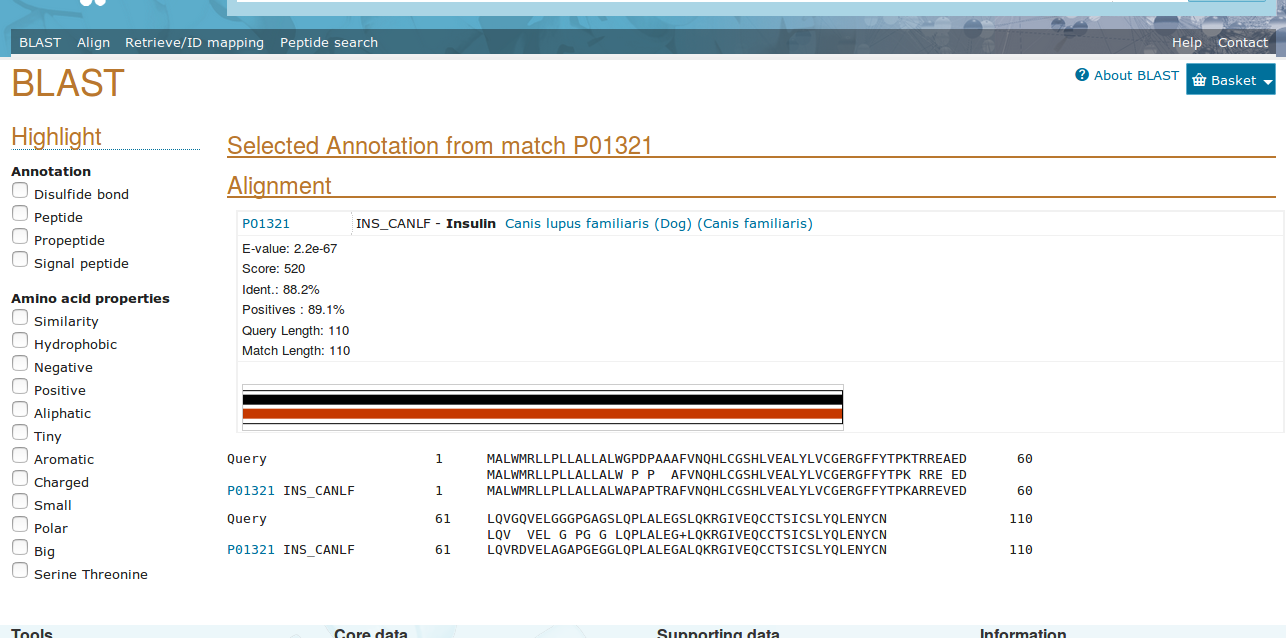 BLAST Align Retrieve/ID mapping Peptide search Help Contact
BLAST
About BLAST
Basket
Highlight
Annotation
Disulfide bond
Peptide
Propeptide
Signal peptide
Amino acid properties
Similarity
Hydrophobic
Negative
Positive
Aliphatic
Tiny
Aromatic
Charged
Small
Polar
Big
Serine Threonine
Selected Annotation from match P01321
Alignment
P01321 INS_CANLF - Insulin Canis lupus familiaris (Dog) (Canis familiaris)
E-value: 2.2e-67
Score: 520
Ident.: 88.2%
Positives : 89.1%
Query Length: 110
Match Length: 110
Query 1 MALWMRLLPLLALLALWGPDPAAAFVNQHLCGSHLVEALYLVCGERGFFYTPKTRREAED 60
MALWMRLLPLLALLALW P P  AFVNQHLCGSHLVEALYLVCGERGFFYTPK RRE ED
P01321 INS_CANLF 1 MALWMRLLPLLALLALWAPAPTRAFVNQHLCGSHLVEALYLVCGERGFFYTPKARREVED 60
Query 61 LQVGQVELGGGPGAGSLQPLALEGSLQKRGIVEQCCTSICSLYQLENYCN 110
LQV  VEL G PG G LQPLALEG+LQKRGIVEQCCTSICSLYQLENYCN
P01321 INS_CANLF 61 LQVRDVELAGAPGEGGLQPLALEGALQKRGIVEQCCTSICSLYQLENYCN 110
Tools Core data Supporting data Information